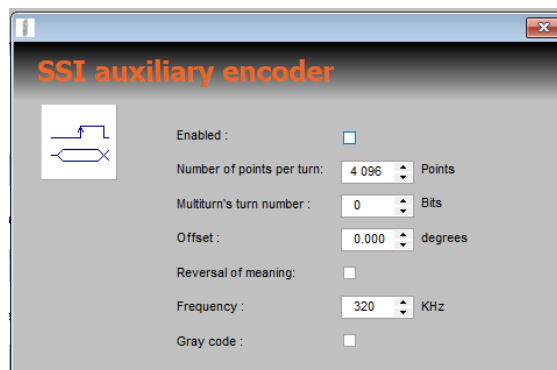 SSI auxiliary encoder
Enabled :
Number of points per turn: 4 096 Points
Multiturn's turn number : 0 Bits
Offset : 0.000 degrees
Reversal of meaning:
Frequency : 320 KHz
Gray code :